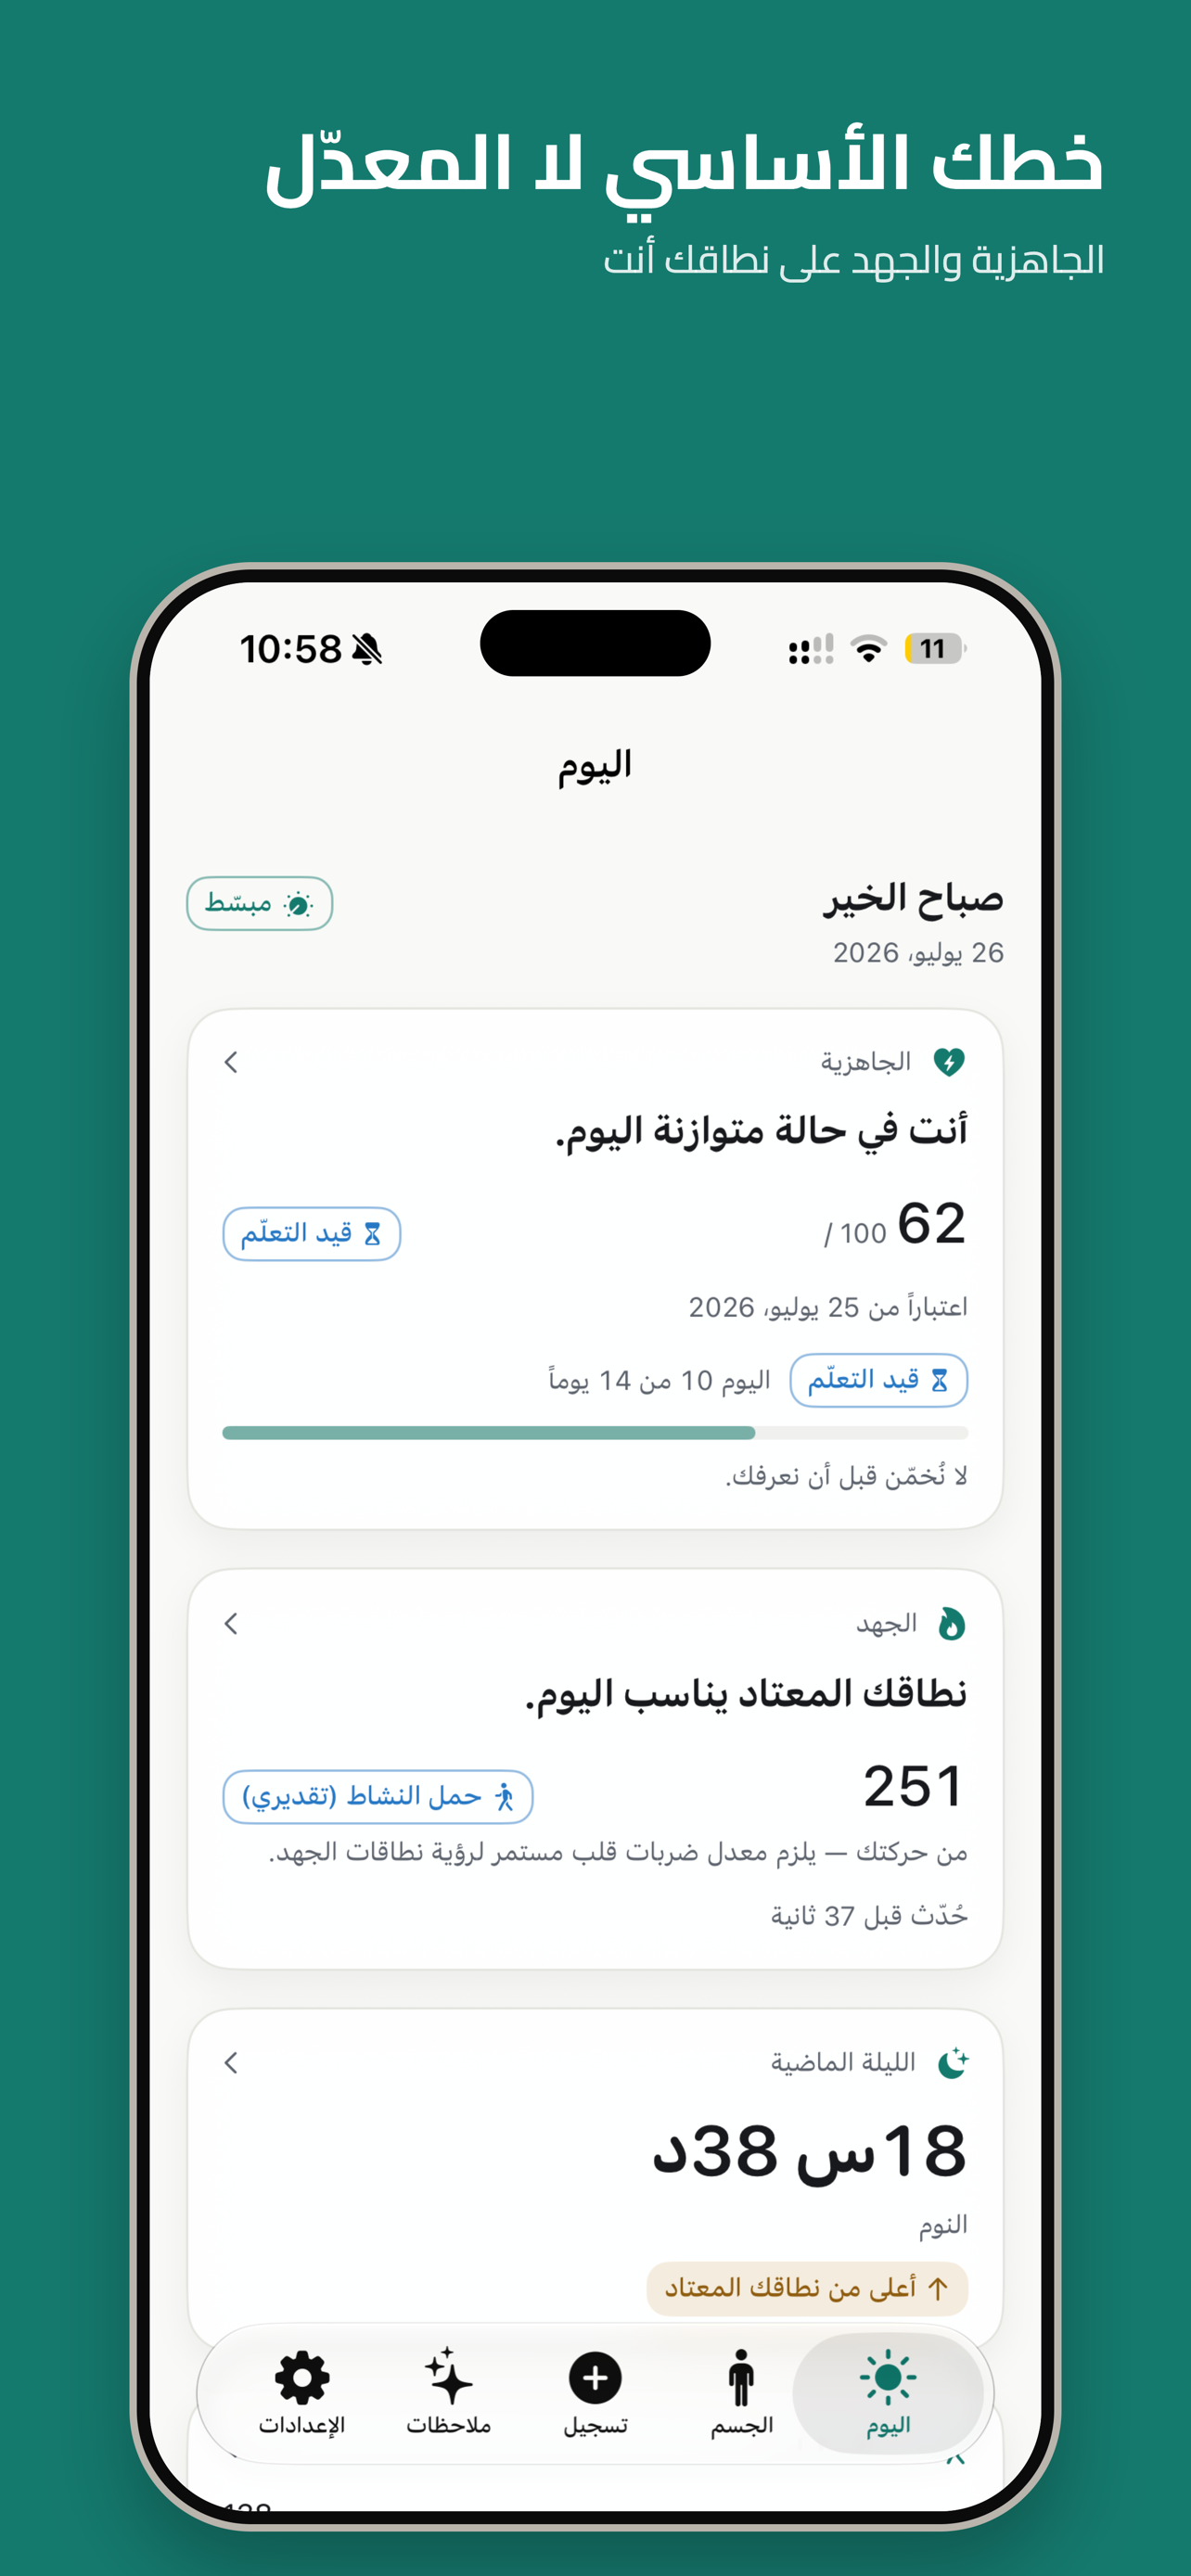 خطك الأساسي لا المعدّل
الجاهزية والجهد على نطاقك أنت
10:58
11
اليوم
صباح الخير
مبسّط
26 يوليو، 2026
الجاهزية
أنت في حالة متوازنة اليوم.
62 100 /
قيد التعلّم
اعتباراً من 25 يوليو، 2026
قيد التعلّم
اليوم 10 من 14 يوماً
لا نُخمّن قبل أن نعرفك.
الجهد
نطاقك المعتاد يناسب اليوم.
251
حمل النشاط (تقديري)
من حركتك — يلزم معدل ضربات قلب مستمر لرؤية نطاقات الجهد.
حُدّث قبل 37 ثانية
الليلة الماضية
18س 38د
النوم
أعلى من نطاقك المعتاد
اليوم
الجسم
تسجيل
ملاحظات
الإعدادات